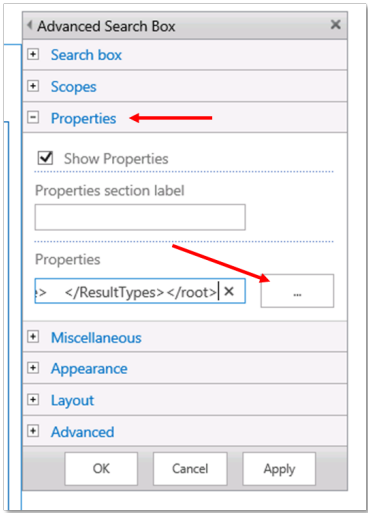 Advanced Search Box
Search box
Scopes
Properties
Show Properties
Properties section label
Properties
> </ResultTypes></root>
...
Miscellaneous
Appearance
Layout
Advanced
OK Cancel Apply